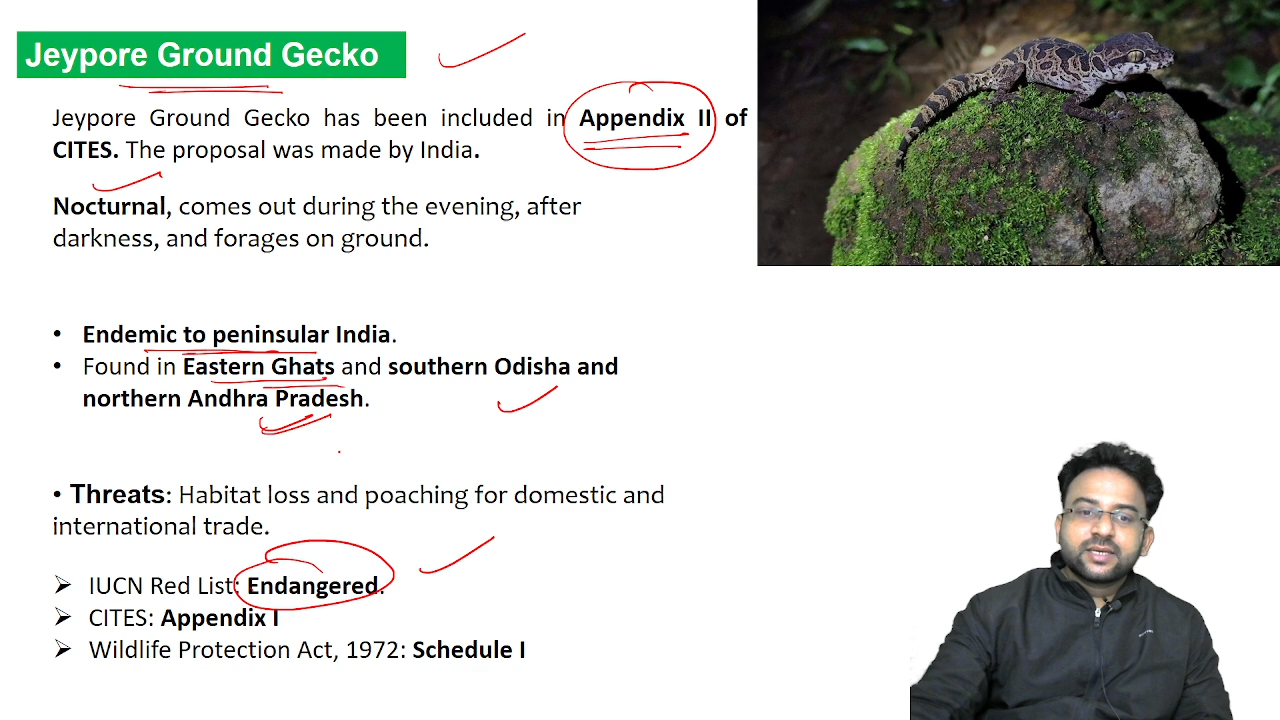 Jeypore Ground Gecko
Jeypore Ground Gecko has been included in Appendix II of
CITES. The proposal was made by India.
Nocturnal, comes out during the evening, after
darkness, and forages on ground.
• Endemic to peninsular India.
• Found in Eastern Ghats and southern Odisha and
northern Andhra Pradesh.
• Threats: Habitat loss and poaching for domestic and
international trade.
➢ IUCN Red List: Endangered.
➢ CITES: Appendix I
➢ Wildlife Protection Act, 1972: Schedule I